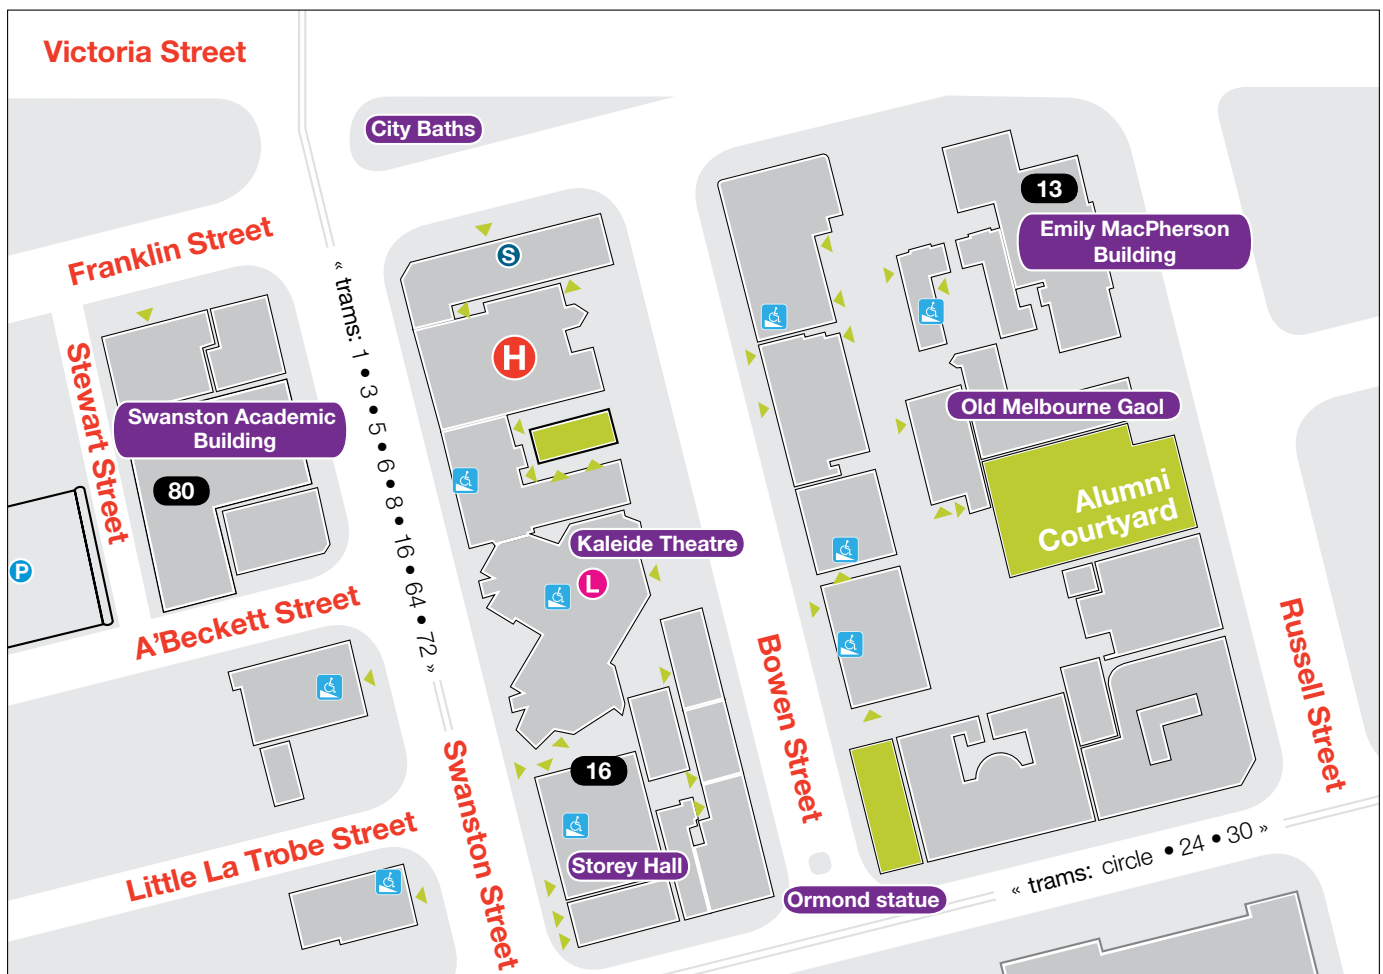 Victoria Street
City Baths
13
Emily MacPherson
Building
Franklin Street
S
« trams: 1 • 3 • 5 • 6 • 8 • 16 • 64 • 72 »
H
Stewart Street
Swanston Academic
Building
80
Old Melbourne Gaol
Alumni
Courtyard
P
Kaleide Theatre
L
A’Beckett Street
Bowen Street
Russell Street
Swanston Street
16
Storey Hall
Little La Trobe Street
Ormond statue
« trams: circle • 24 • 30 »